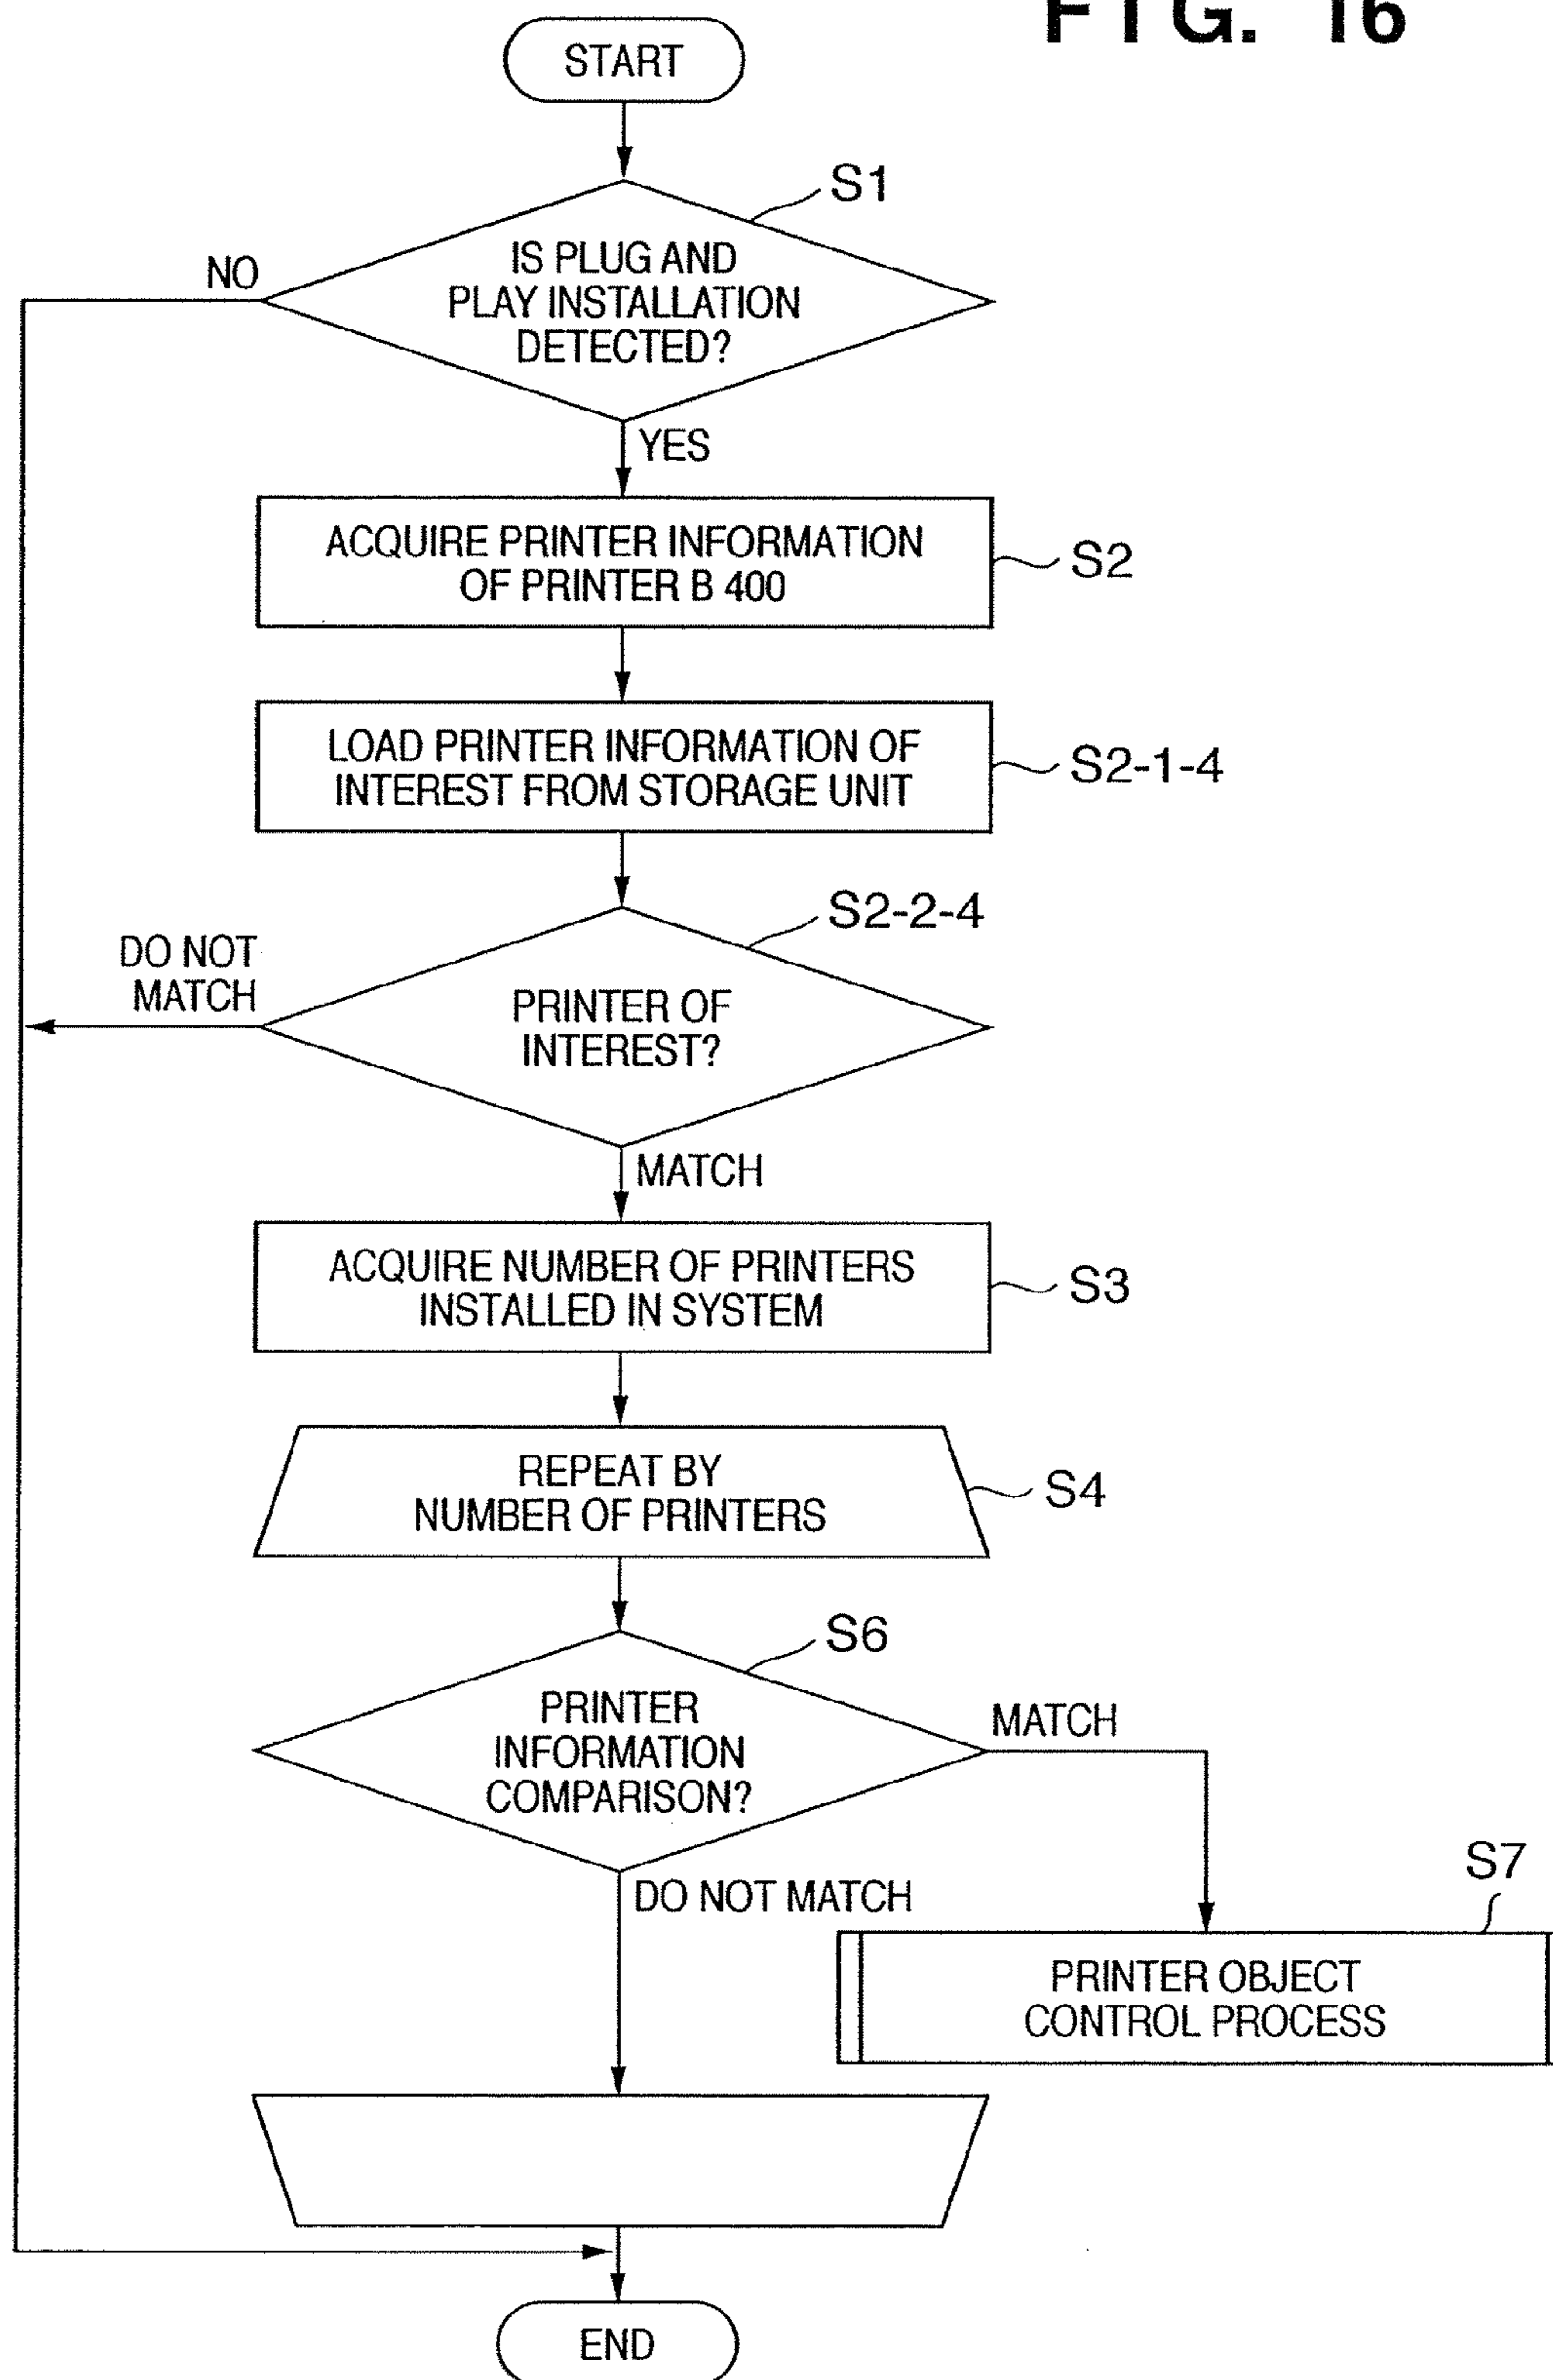 FIG. 16
START
S1
IS PLUG AND
PLAY INSTALLATION
DETECTED?
NO
YES
ACQUIRE PRINTER INFORMATION
OF PRINTER B 400
S2
LOAD PRINTER INFORMATION OF
INTEREST FROM STORAGE UNIT
S2-1-4
S2-2-4
DO NOT
MATCH
PRINTER OF
INTEREST?
MATCH
ACQUIRE NUMBER OF PRINTERS
INSTALLED IN SYSTEM
S3
REPEAT BY
NUMBER OF PRINTERS
S4
S6
PRINTER
INFORMATION
COMPARISON?
MATCH
DO NOT MATCH
S7
PRINTER OBJECT
CONTROL PROCESS
END